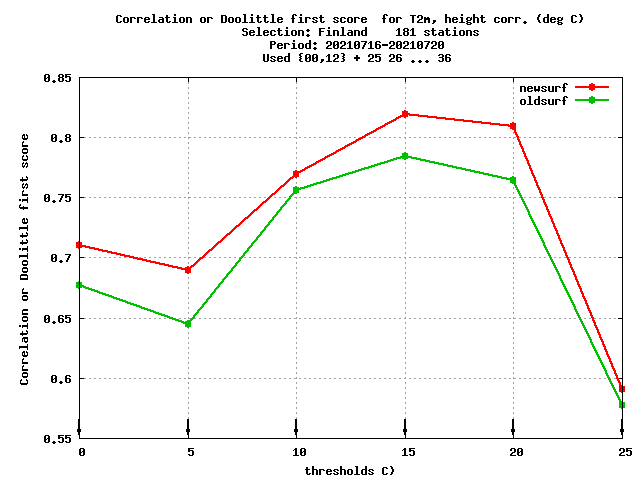 Correlation or Doolittle first score  for T2m, height corr. (deg C)
Selection: Finland    181 stations
Period: 20210716-20210720
Used {00,12} + 25 26 ... 36
newsurf
oldsurf
Correlation or Doolittle first score
0.85
0.8
0.75
0.7
0.65
0.6
0.55
0 5 10 15 20 25
thresholds C)